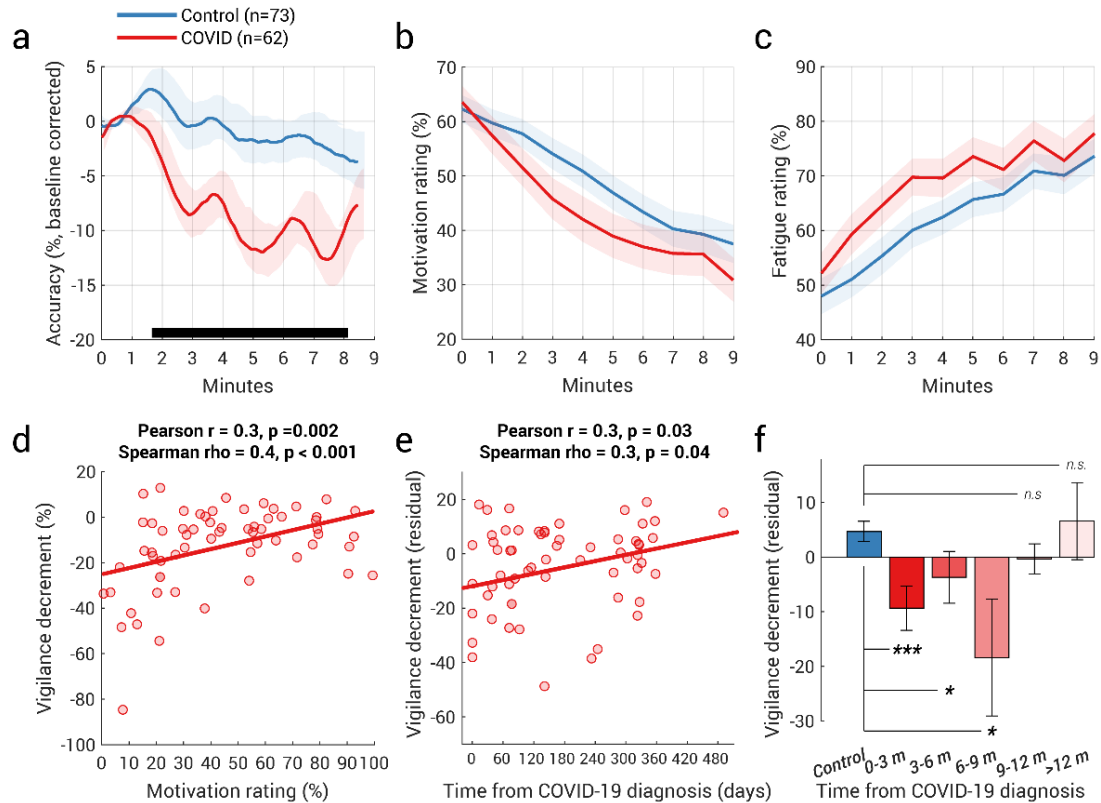 Control (n=73)
COVID (n=62)
a
b
c
Accuracy (%, baseline corrected)
5
0
-5
-10
-15
-20
0 1 2 3 4 5 6 7 8 9
Minutes
Motivation rating (%)
70
60
50
40
30
20
0 1 2 3 4 5 6 7 8 9
Minutes
Fatigue rating (%)
90
80
70
60
50
40
0 1 2 3 4 5 6 7 8 9
Minutes
d
Pearson r = 0.3, p =0.002
Spearman rho = 0.4, p < 0.001
Vigilance decrement (%)
20
0
-20
-40
-60
-80
-100
0 10 20 30 40 50 60 70 80 90 100
Motivation rating (%)
e
Pearson r = 0.3, p = 0.03
Spearman rho = 0.3, p = 0.04
Vigilance decrement (residual)
40
20
0
-20
-40
-60
0 60 120 180 240 300 360 420 480
Time from COVID-19 diagnosis (days)
f
Vigilance decrement (residual)
10
0
-10
-20
-30
n.s.
n.s
***
*
*
Control 0-3 m 3-6 m 6-9 m 9-12 m >12 m
Time from COVID-19 diagnosis